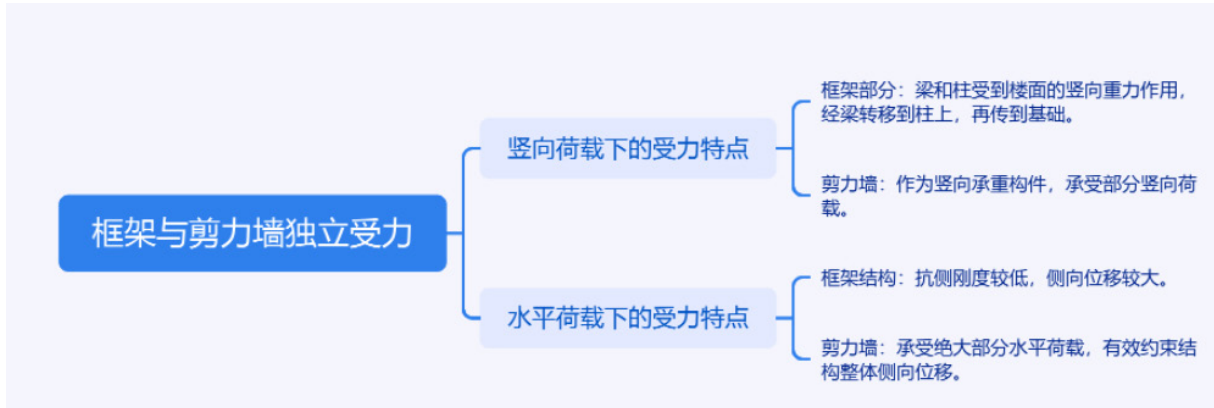 框架部分：梁和柱受到楼面的竖向重力作用，
经梁转移到柱上，再传到基础。
竖向荷载下的受力特点
剪力墙：作为竖向承重构件，承受部分竖向荷
载。
框架与剪力墙独立受力
框架结构：抗侧刚度较低，侧向位移较大。
水平荷载下的受力特点
剪力墙：承受绝大部分水平荷载，有效约束结
构整体侧向位移。